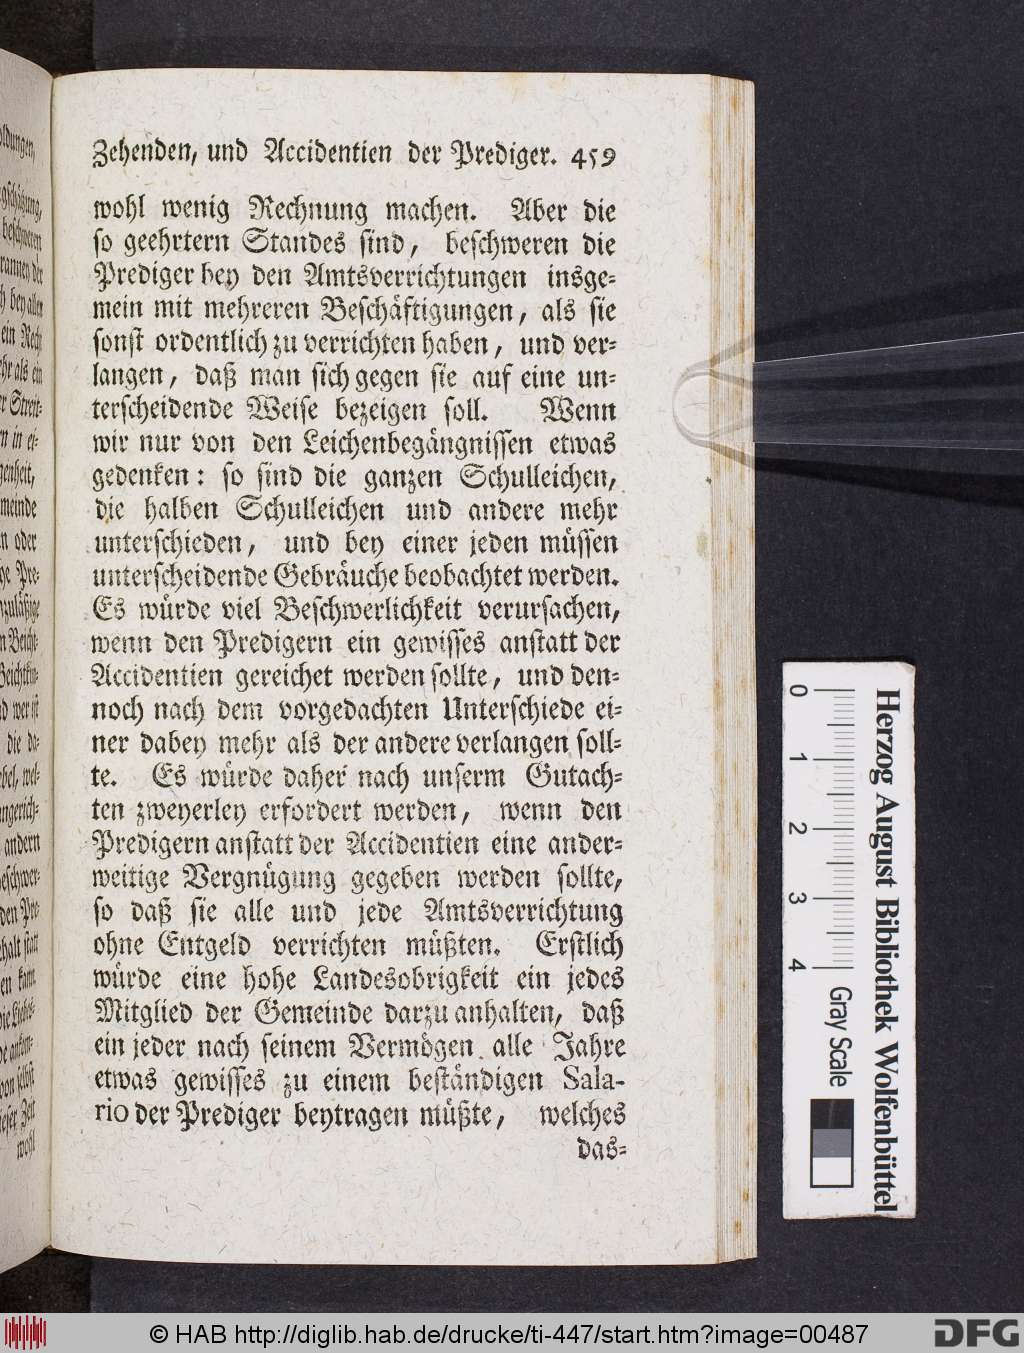 Zehenden, und Accidentien der Prediger. 459
wohl wenig Rechnung machen. Aber die
so geehrtern Standes sind, beschweren die
Prediger bey den Amtsverrichtungen insge-
mein mit mehreren Beschäftigungen, als sie
sonst ordentlich zu verrichten haben, und ver-
langen, daß man sich gegen sie auf eine un-
terscheidende Weise bezeigen soll. Wenn
wir nur von den Leichenbegängnissen etwas
gedenken: so sind die ganzen Schulleichen,
die halben Schulleichen und andere mehr
unterschieden, und bey einer jeden müssen
unterscheidende Gebräuche beobachtet werden.
Es würde viel Beschwerlichkeit verursachen,
wenn den Predigern ein gewisses anstatt der
Accidentien gereichet werden sollte, und den-
noch nach dem vorgedachten Unterschiede ei-
ner dabey mehr als der andere verlangen soll-
te. Es würde daher nach unserm Gutach-
ten zweyerley erfordert werden, wenn den
Predigern anstatt der Accidentien eine ander-
weitige Vergnügung gegeben werden sollte,
so daß sie alle und jede Amtsverrichtung
ohne Entgeld verrichten müßten. Erstlich
würde eine hohe Landesobrigkeit ein jedes
Mitglied der Gemeinde darzu anhalten, daß
ein jeder nach seinem Vermögen alle Jahre
etwas gewisses zu einem beständigen Sala-
rio der Prediger beytragen müßte, welches
das-
0 1 2 3 4
Gray Scale
Herzog August Bibliothek Wolfenbüttel
© HAB http://diglib.hab.de/drucke/ti-447/start.htm?image=00487
DFG